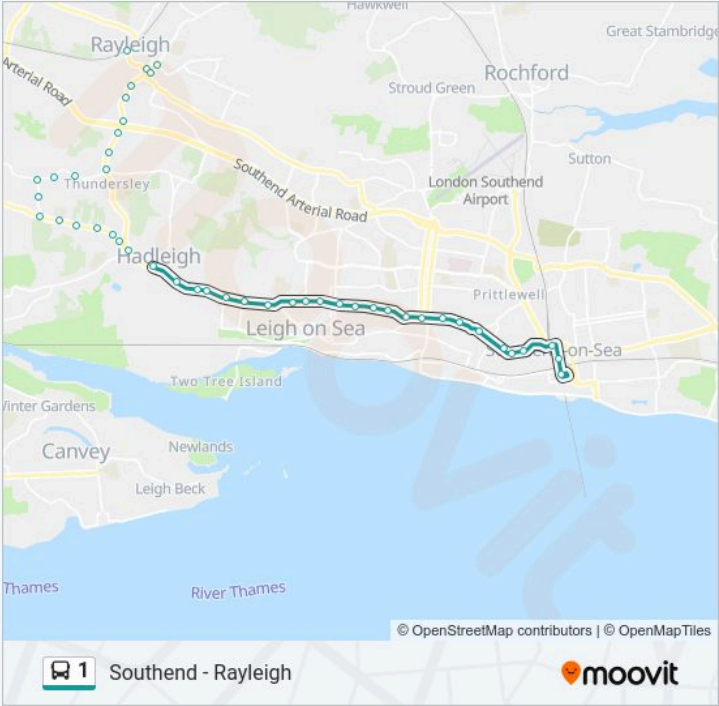 Hawkwell
Great Stambridge
Rayleigh
Rochford
Arterial Road
Stroud Green
Sutton
Thundersley
Southend Arterial Road
London Southend
Airport
Hadleigh
Prittlewell
Leigh on Sea
-on-Sea
Two Tree Island
Winter Gardens
Canvey
Newlands
Leigh Beck
Thames
River Thames
© OpenStreetMap contributors | © OpenMapTiles
1 Southend - Rayleigh
moovit